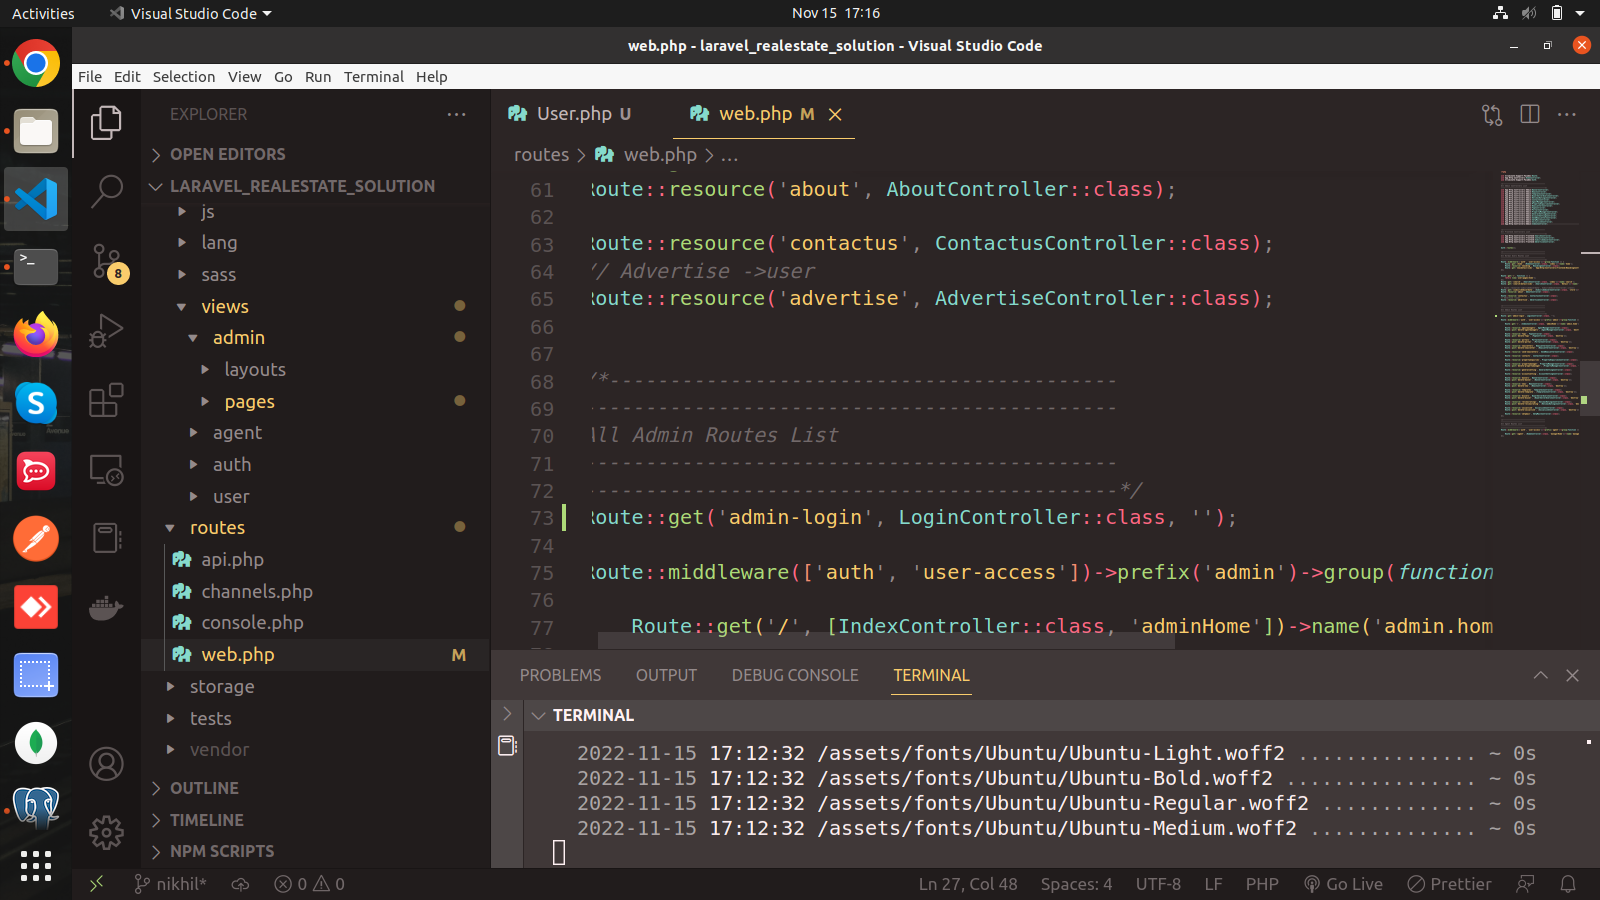 Activities
Visual Studio Code
Nov 15 17:16
web.php - laravel_realestate_solution - Visual Studio Code
File Edit Selection View Go Run Terminal Help
EXPLORER
OPEN EDITORS
LARAVEL_REALESTATE_SOLUTION
js
lang
sass
views
admin
layouts
pages
agent
auth
user
routes
api.php
channels.php
console.php
web.php M
storage
tests
vendor
OUTLINE
TIMELINE
NPM SCRIPTS
8
User.php U
web.php M
routes > web.php > ...
61 Route::resource('about', AboutController::class);
62
63 Route::resource('contactus', ContactusController::class);
64 // Advertise ->user
65 Route::resource('advertise', AdvertiseController::class);
66
67
68 /*------------------------------------------
69 --------------------------------------------
70 All Admin Routes List
71 --------------------------------------------
72 --------------------------------------------*/
73 Route::get('admin-login', LoginController::class, '');
74
75 Route::middleware(['auth', 'user-access'])->prefix('admin')->group(function
76
77 Route::get('/', [IndexController::class, 'adminHome'])->name('admin.hom
PROBLEMS OUTPUT DEBUG CONSOLE TERMINAL
TERMINAL
2022-11-15 17:12:32 /assets/fonts/Ubuntu/Ubuntu-Light.woff2 ............... ~ 0s
2022-11-15 17:12:32 /assets/fonts/Ubuntu/Ubuntu-Bold.woff2 ................ ~ 0s
2022-11-15 17:12:32 /assets/fonts/Ubuntu/Ubuntu-Regular.woff2 ............. ~ 0s
2022-11-15 17:12:32 /assets/fonts/Ubuntu/Ubuntu-Medium.woff2 .............. ~ 0s
nikhil* 0 0
Ln 27, Col 48 Spaces: 4 UTF-8 LF PHP Go Live Prettier